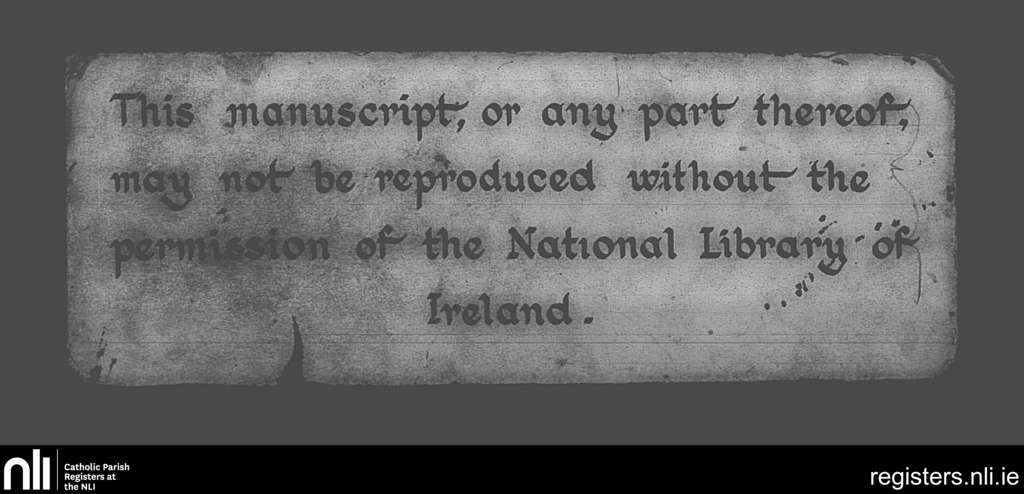 This manuscript, or any part thereof,
may not be reproduced without the
permission of the National Library of
Ireland.
nli
Catholic Parish
Registers at
the NLI
registers.nli.ie